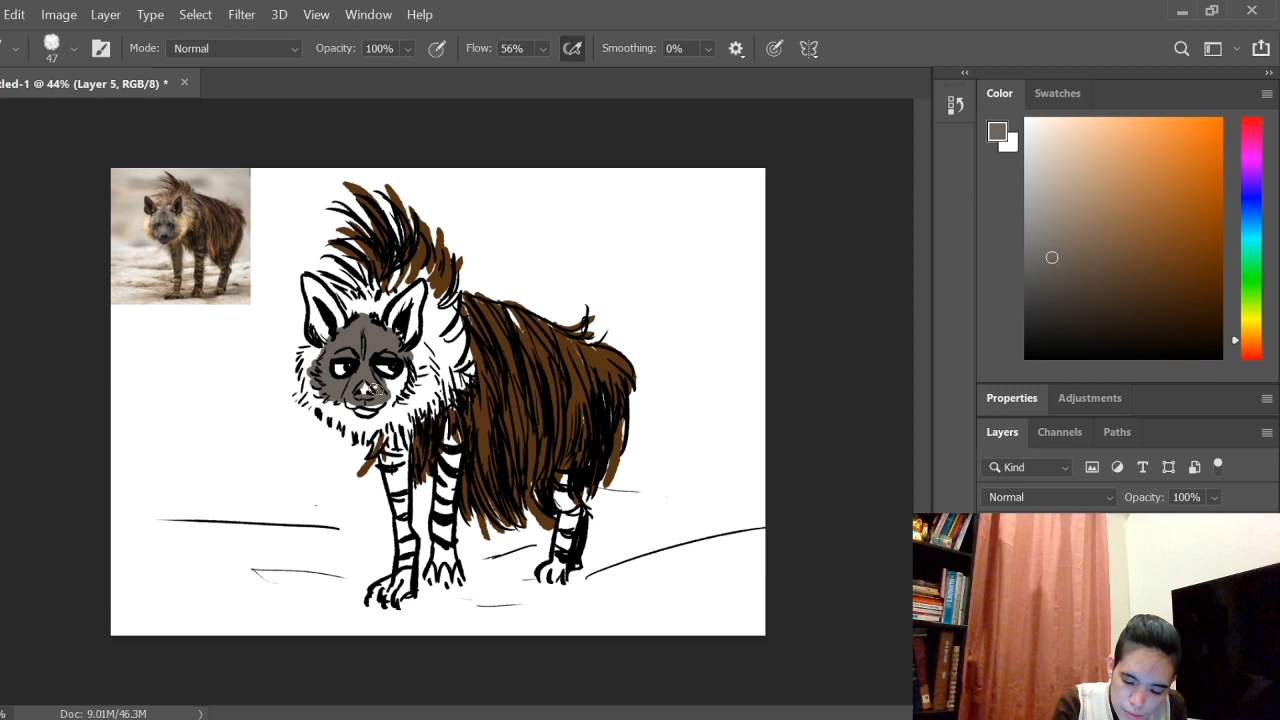 Edit Image Layer Type Select Filter 3D View Window Help
47 Mode: Normal Opacity: 100% Flow: 56% Smoothing: 0%
tled-1 @ 44% (Layer 5, RGB/8) *
Color Swatches
Properties Adjustments
Layers Channels Paths
Kind
Normal Opacity: 100%
% Doc: 9.01M/46.3M